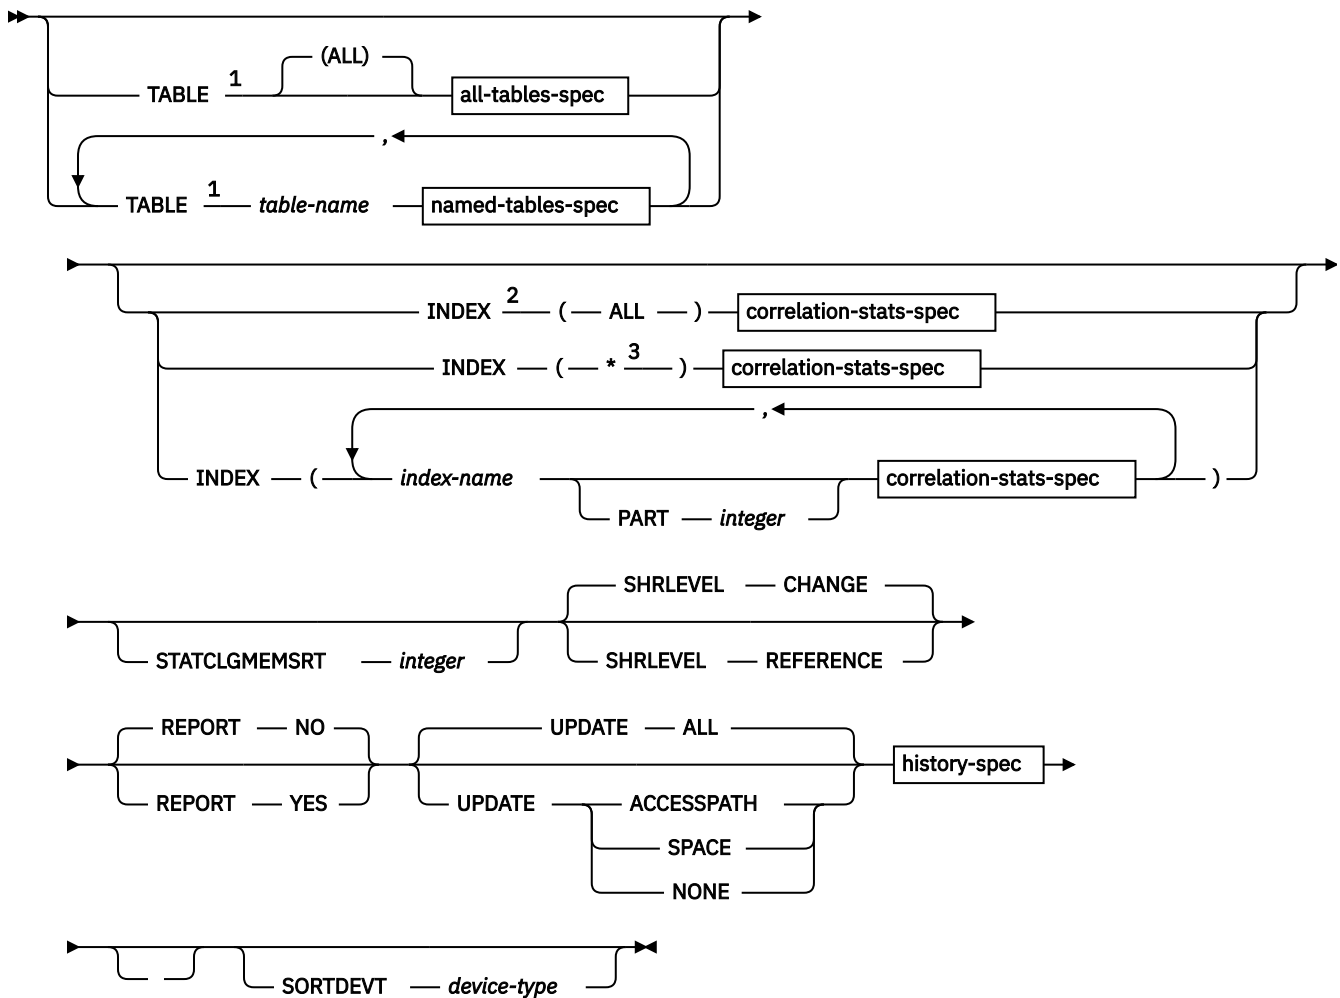 (ALL)
TABLE 1 all-tables-spec
,
TABLE 1 table-name named-tables-spec
INDEX 2 ( ALL ) correlation-stats-spec
INDEX ( * 3 ) correlation-stats-spec
,
INDEX ( index-name correlation-stats-spec )
PART integer
SHRLEVEL CHANGE
STATCLGMEMSRT integer SHRLEVEL REFERENCE
REPORT NO UPDATE ALL
history-spec
REPORT YES UPDATE ACCESSPATH
SPACE
NONE
SORTDEVT device-type